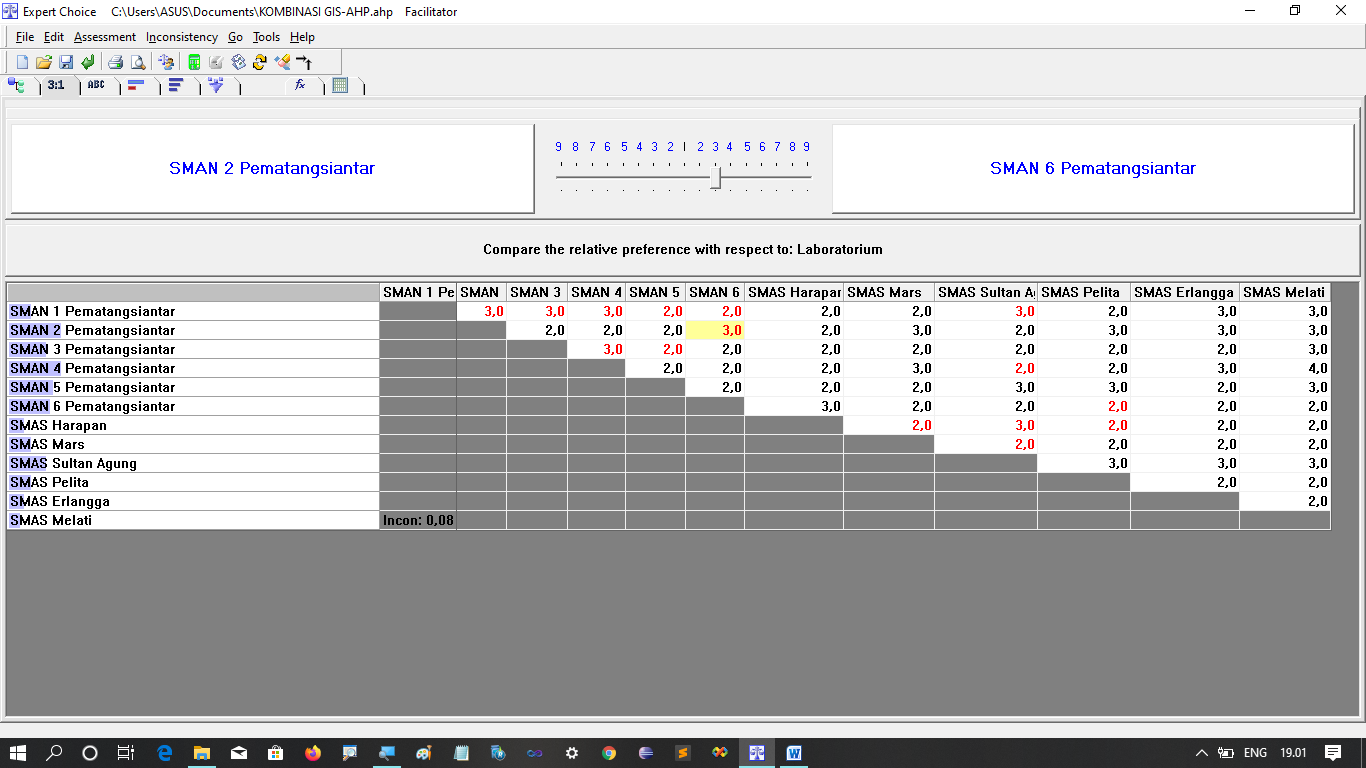 Expert Choice C:\Users\ASUS\Documents\KOMBINASI GIS-AHP.ahp Facilitator
File Edit Assessment Inconsistency Go Tools Help
3:1 ABC fx
SMAN 2 Pematangsiantar
9 8 7 6 5 4 3 2 1 2 3 4 5 6 7 8 9
SMAN 6 Pematangsiantar
Compare the relative preference with respect to: Laboratorium
SMAN 1 Pe SMAN SMAN 3 SMAN 4 SMAN 5 SMAN 6 SMAS Harapar SMAS Mars SMAS Sultan Aç SMAS Pelita SMAS Erlangga SMAS Melati
SMAN 1 Pematangsiantar 3,0 3,0 3,0 2,0 2,0 2,0 2,0 3,0 2,0 3,0 3,0
SMAN 2 Pematangsiantar 2,0 2,0 2,0 3,0 2,0 3,0 2,0 3,0 3,0 3,0
SMAN 3 Pematangsiantar 3,0 2,0 2,0 2,0 2,0 2,0 2,0 2,0 3,0
SMAN 4 Pematangsiantar 2,0 2,0 2,0 3,0 2,0 2,0 3,0 4,0
SMAN 5 Pematangsiantar 2,0 2,0 2,0 3,0 3,0 2,0 3,0
SMAN 6 Pematangsiantar 3,0 2,0 2,0 2,0 2,0 2,0
SMAS Harapan 2,0 3,0 2,0 2,0 2,0
SMAS Mars 2,0 2,0 2,0 2,0
SMAS Sultan Agung 3,0 3,0 3,0
SMAS Pelita 2,0 2,0
SMAS Erlangga 2,0
SMAS Melati Incon: 0,08
ENG 19.01